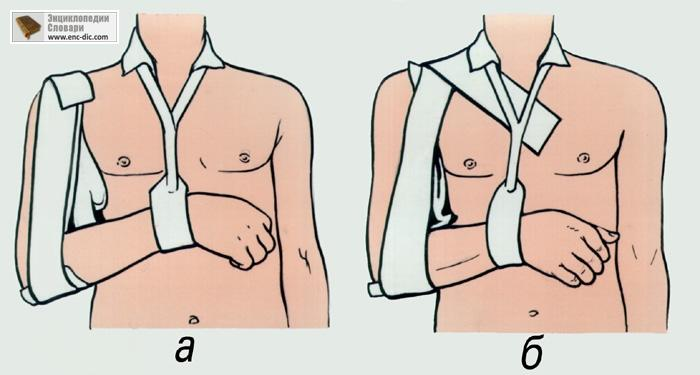 Энциклопедии
Словари
www.enc-dic.com
а
б